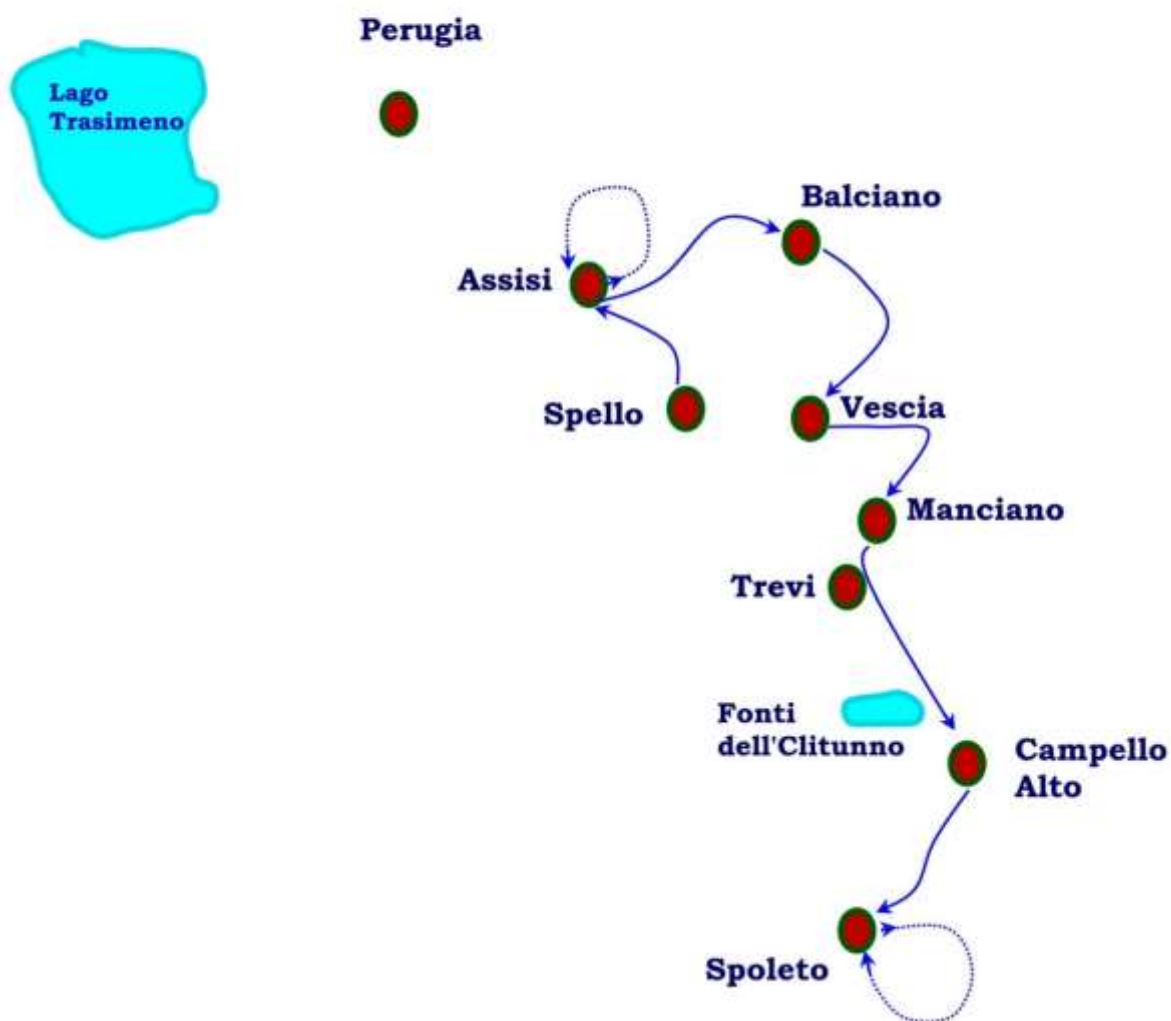 Perugia
Lago
Trasimeno
Balciano
Assisi
Spello
Vescia
Manciano
Trevi
Fonti
dell'Clitunno
Campello
Alto
Spoleto